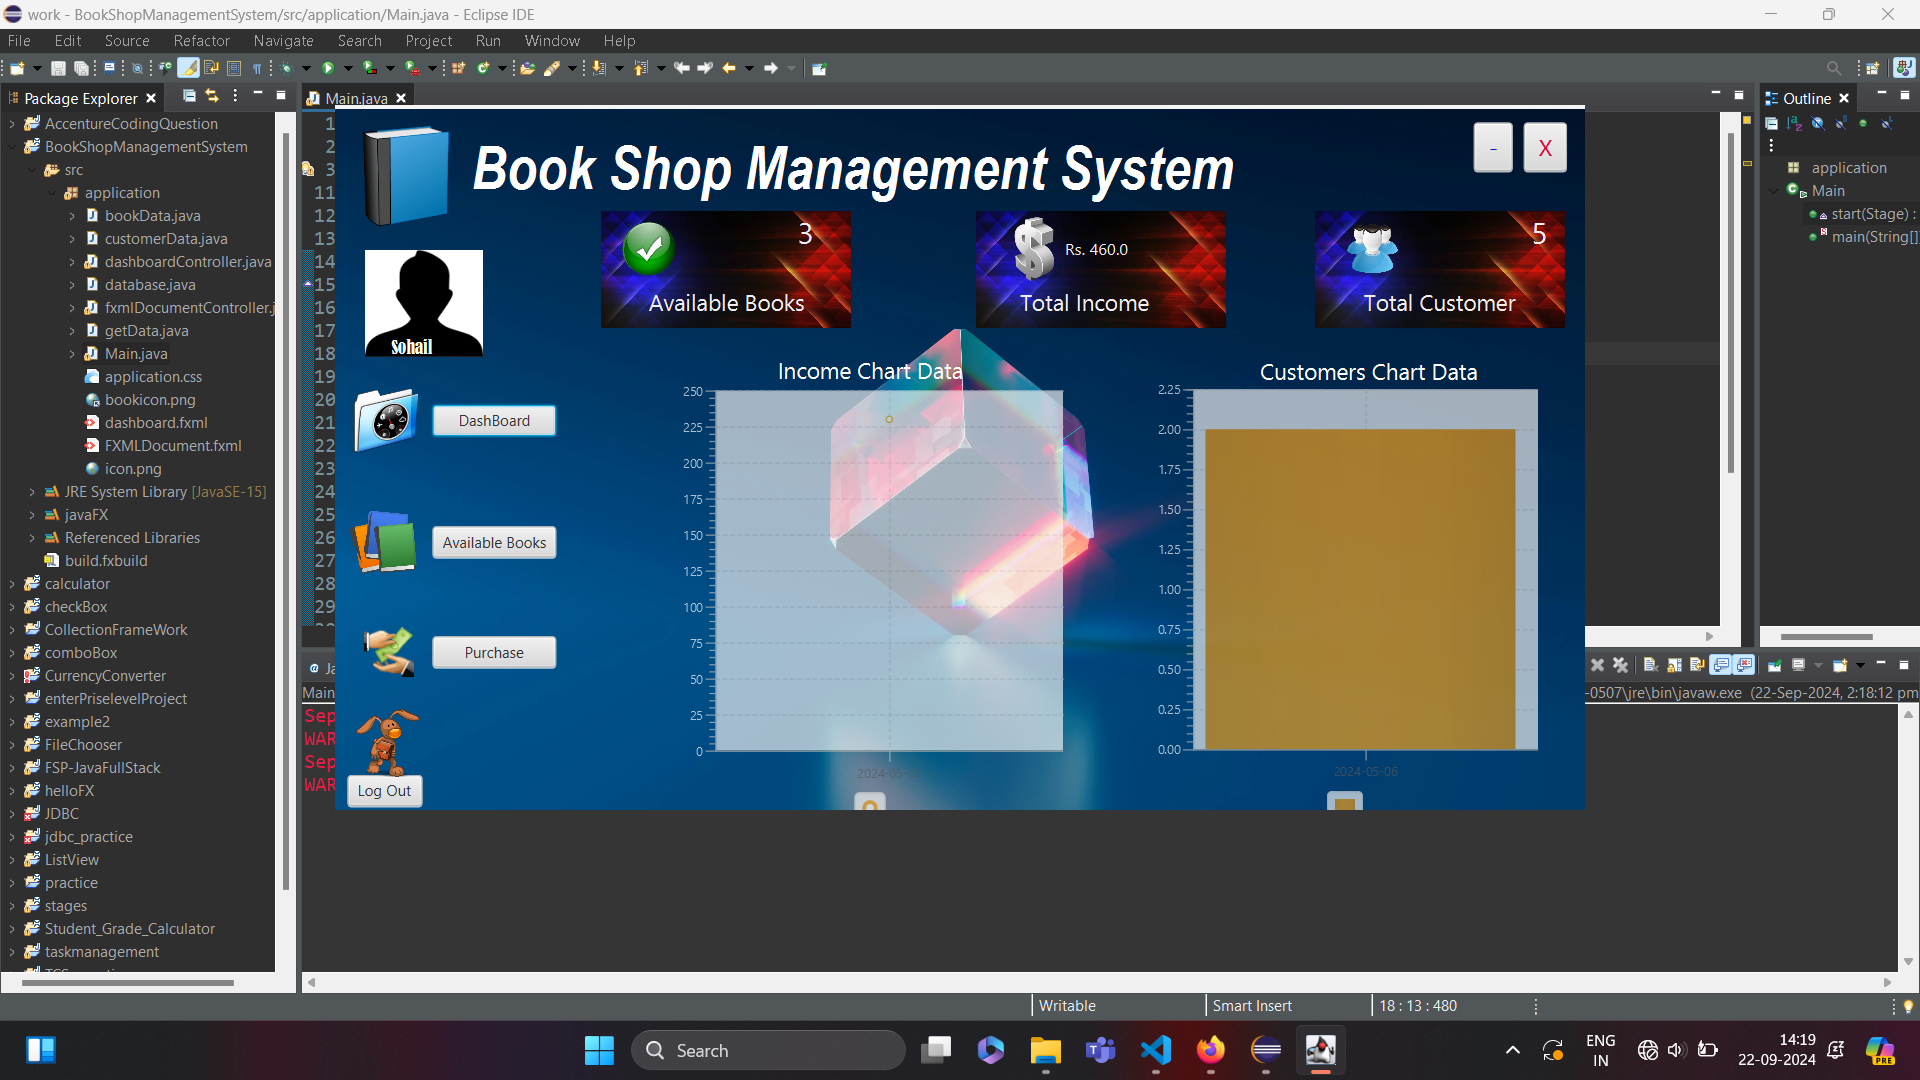 work - BookShopManagementSystem/src/application/Main.java - Eclipse IDE
File Edit Source Refactor Navigate Search Project Run Window Help
Package Explorer
Main.java
Outline
AccentureCodingQuestion
BookShopManagementSystem
src
application
bookData.java
customerData.java
dashboardController.java
database.java
fxmlDocumentController.j
getData.java
Main.java
application.css
bookicon.png
dashboard.fxml
FXMLDocument.fxml
icon.png
JRE System Library [JavaSE-15]
javaFX
Referenced Libraries
build.fxbuild
calculator
checkBox
CollectionFrameWork
comboBox
CurrencyConverter
enterPriselevelProject
example2
FileChooser
FSP-JavaFullStack
helloFX
JDBC
jdbc_practice
ListView
practice
stages
Student_Grade_Calculator
taskmanagement
1
2
3
11
12
13
14
15
16
17
18
19
20
21
22
23
24
25
26
27
28
29
Book Shop Management System
-
X
3
Available Books
Rs. 460.0
Total Income
5
Total Customer
Sohail
DashBoard
Available Books
Purchase
Log Out
Income Chart Data
250
225
200
175
150
125
100
75
50
25
0
Customers Chart Data
2.25
2.00
1.75
1.50
1.25
1.00
0.75
0.50
0.25
0.00
2024-05-06
application
Main
start(Stage) :
main(String[]
@ Ja
Main
-0507\jre\bin\javaw.exe (22-Sep-2024, 2:18:12 pm
Sep
WAR
Sep
WAR
Writable
Smart Insert
18 : 13 : 480
Search
ENG
IN
14:19
22-09-2024
PRE